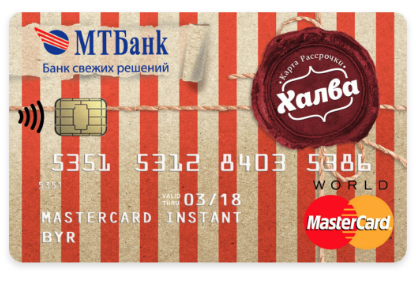 МТБанк
Банк свежих решений
Карта Рассрочки
Халва
5351 5312 8403 5386
5351
VALID THRU 03/18
WORLD
MASTERCARD INSTANT
BYR
MasterCard